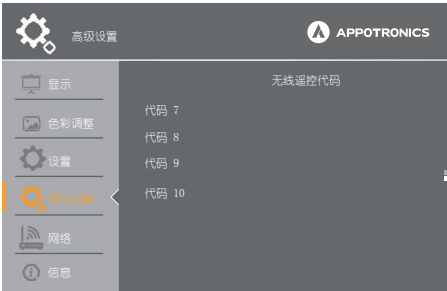 高级设置
APPOTRONICS
显示
色彩调整
设置
网络
信息
无线遥控代码
代码 7
代码 8
代码 9
代码 10